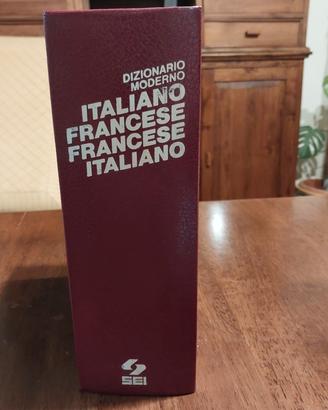 DIZIONARIO
MODERNO
ITALIANO
FRANCESE
FRANCESE
ITALIANO
SEI